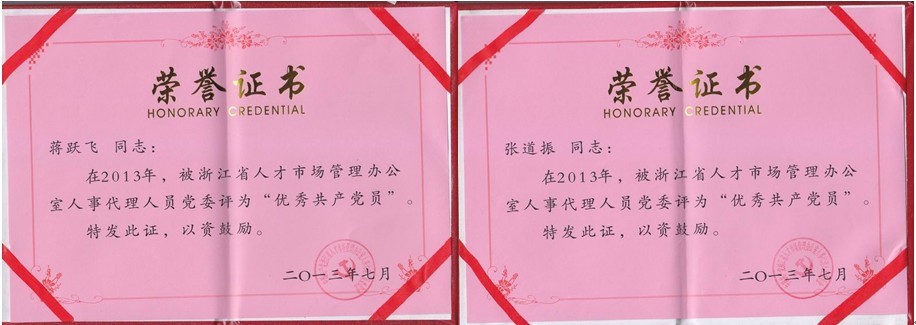 荣誉证书
HONORARY CREDENTIAL
蒋跃飞 同志：
在2013年，被浙江省人才市场管理办公
室人事代理人员党委评为“优秀共产党员”。
特发此证，以资鼓励。
二〇一三年七月
荣誉证书
HONORARY CREDENTIAL
张道振 同志：
在2013年，被浙江省人才市场管理办公
室人事代理人员党委评为“优秀共产党员”。
特发此证，以资鼓励。
二〇一三年七月